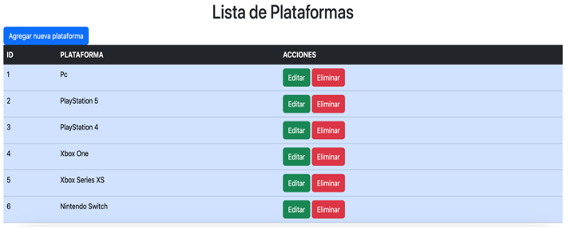 Lista de Plataformas
Agregar nueva plataforma
ID PLATAFORMA ACCIONES
1 Pc Editar Eliminar
2 PlayStation 5 Editar Eliminar
3 PlayStation 4 Editar Eliminar
4 Xbox One Editar Eliminar
5 Xbox Series XS Editar Eliminar
6 Nintendo Switch Editar Eliminar